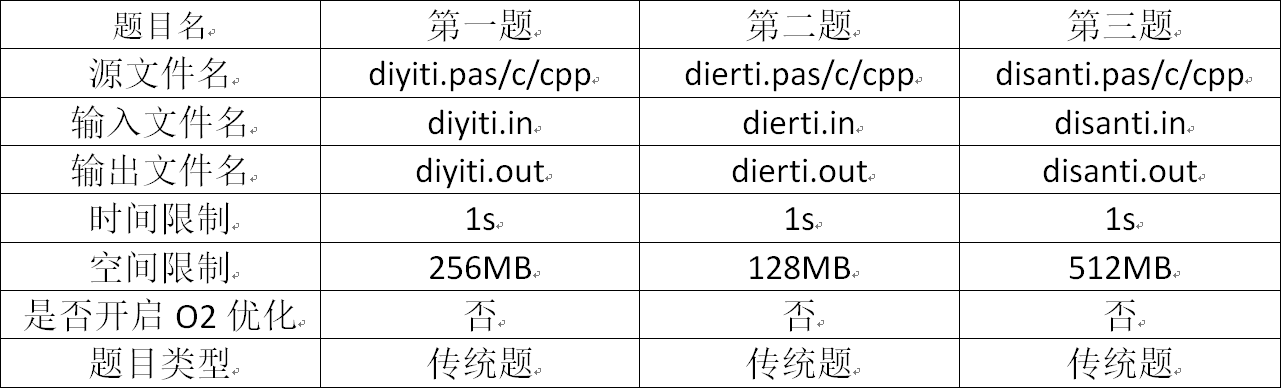 题目名 第一题 第二题 第三题
源文件名 diyiti.pas/c/cpp dierti.pas/c/cpp disanti.pas/c/cpp
输入文件名 diyiti.in dierti.in disanti.in
输出文件名 diyiti.out dierti.out disanti.out
时间限制 1s 1s 1s
空间限制 256MB 128MB 512MB
是否开启 O2 优化 否 否 否
题目类型 传统题 传统题 传统题